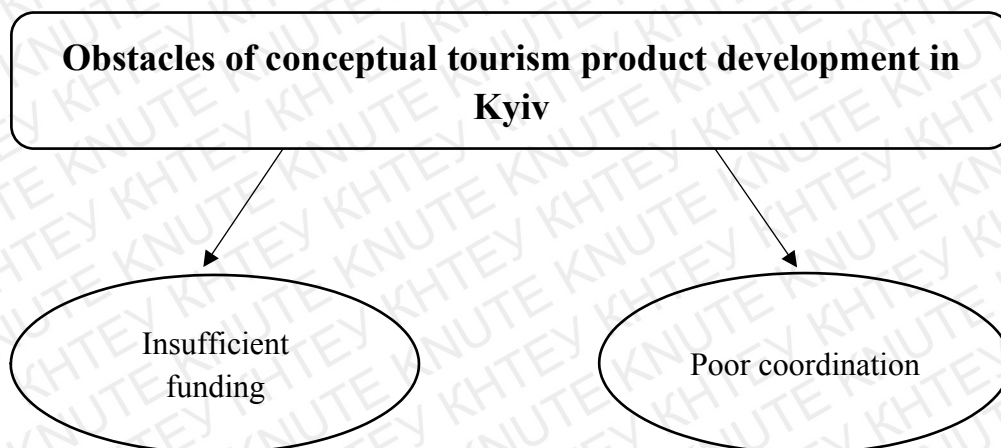 Obstacles of conceptual tourism product development in
Kyiv
Insufficient
funding
Poor coordination